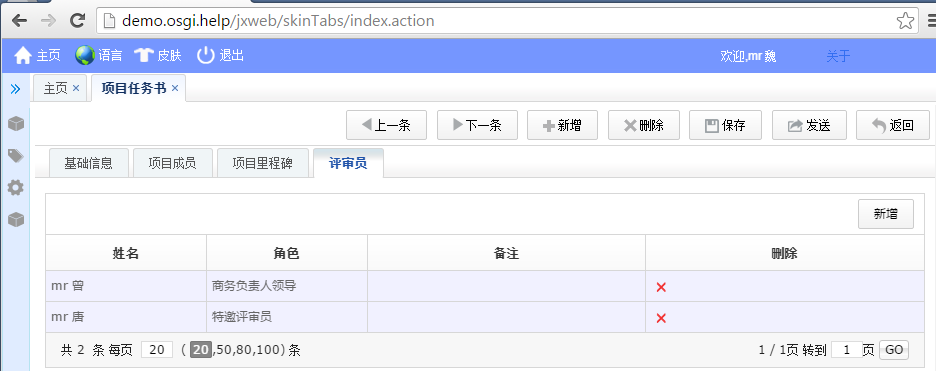 demo.osgi.help/jxweb/skinTabs/index.action
主页 语言 皮肤 退出 欢迎,mr 魏 关于
主页 × 项目任务书 ×
上一条 下一条 新增 删除 保存 发送 返回
基础信息 项目成员 项目里程碑 评审员
新增
姓名 角色 备注 删除
mr 曾 商务负责人领导
mr 唐 特邀评审员
共 2 条 每页 20 ( 20,50,80,100) 条 1 / 1页 转到 1 页 GO